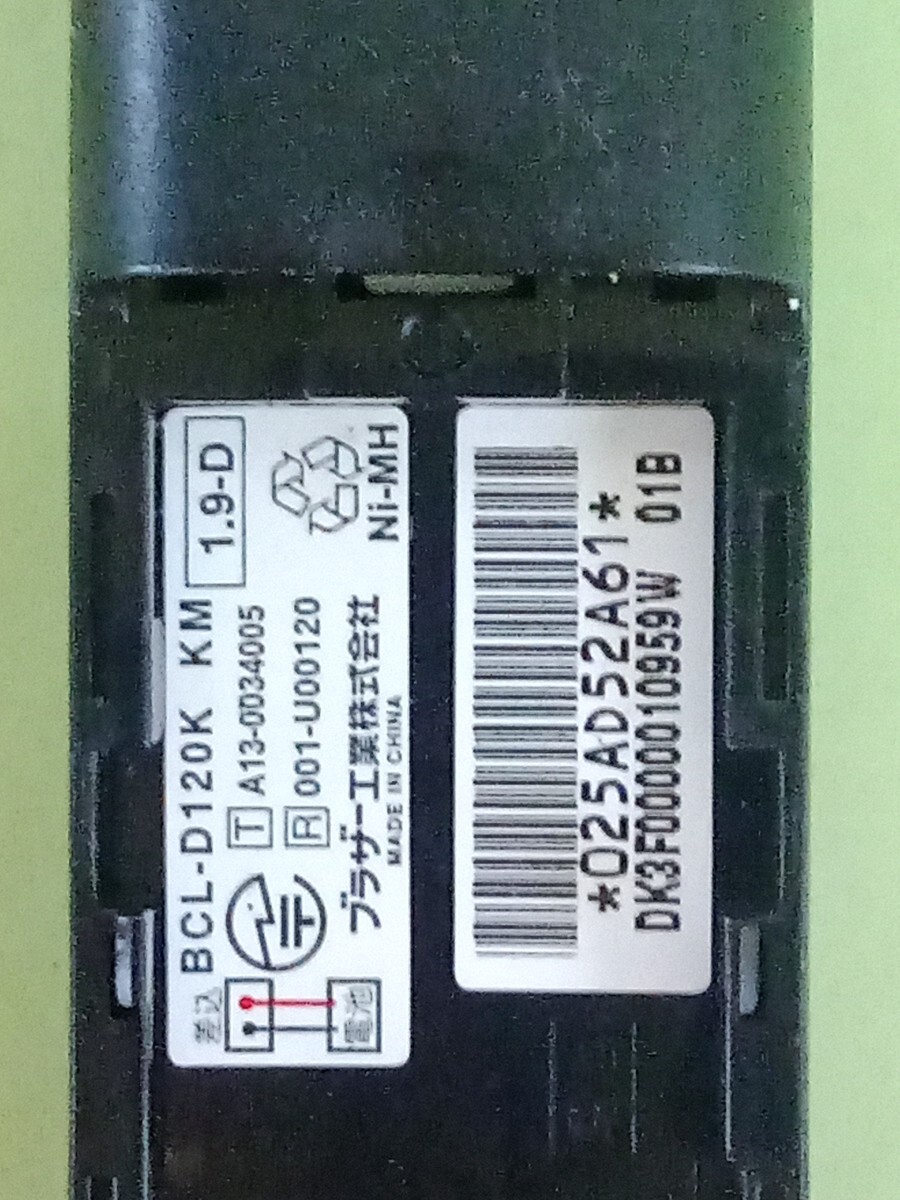 BCL-D120K KM
1.9-D
T A13-0034005
R 001-U00120
ブラザー工業株式会社
MADE IN CHINA
Ni-MH
差込
電池
*025AD52A61*
DK3F0000010959W 01B